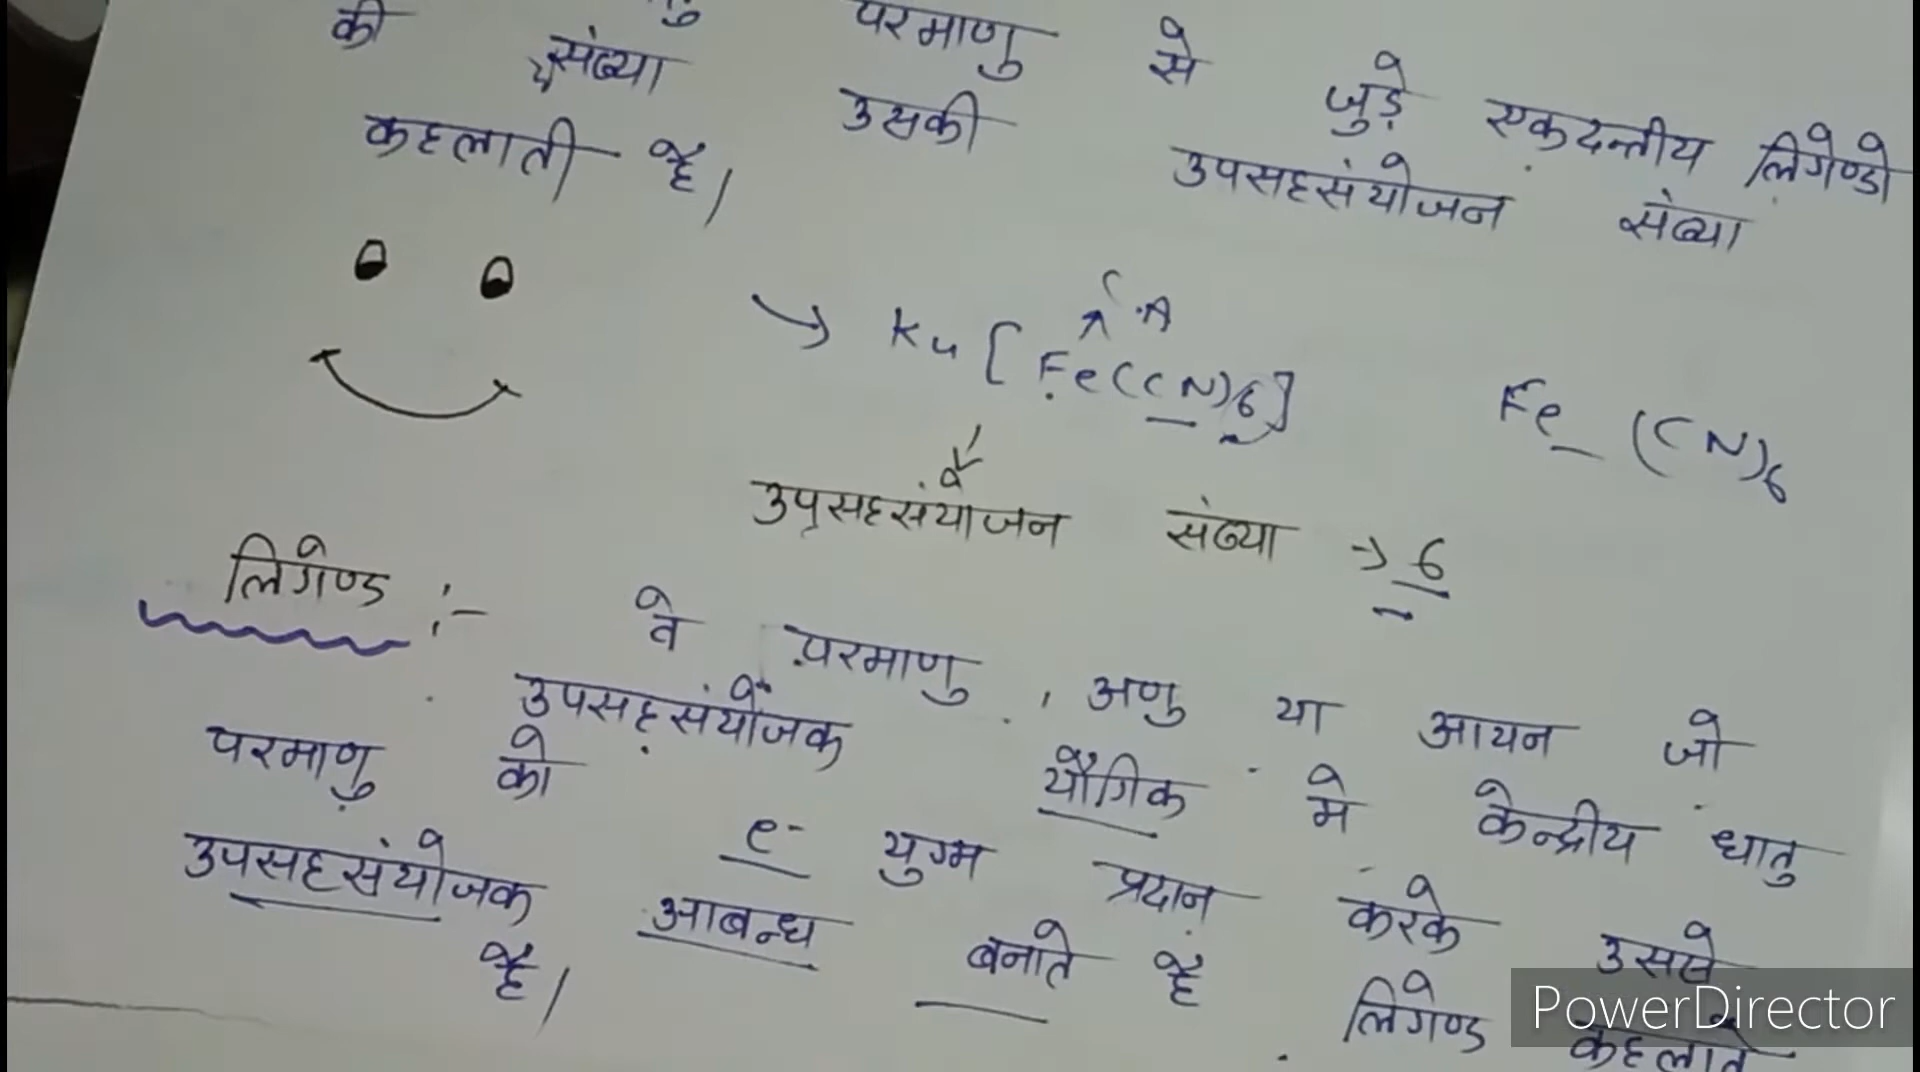 परमाणु से जुड़े एकदन्तीय लिगेण्डो
की संख्या उसकी उपसहसंयोजन संख्या
कहलाती है।
→ K4 [Fe(CN)6] Fe (CN)6
C.A
उपसहसंयोजन संख्या → 6
लिगेण्ड :- वे परमाणु, अणु या आयन जो
उपसहसंयोजक यौगिक मे केन्द्रीय धातु
परमाणु को e- युग्म प्रदान करके उससे
उपसहसंयोजक आबन्ध बनाते है लिगेण्ड कहलाते
है।
PowerDirector